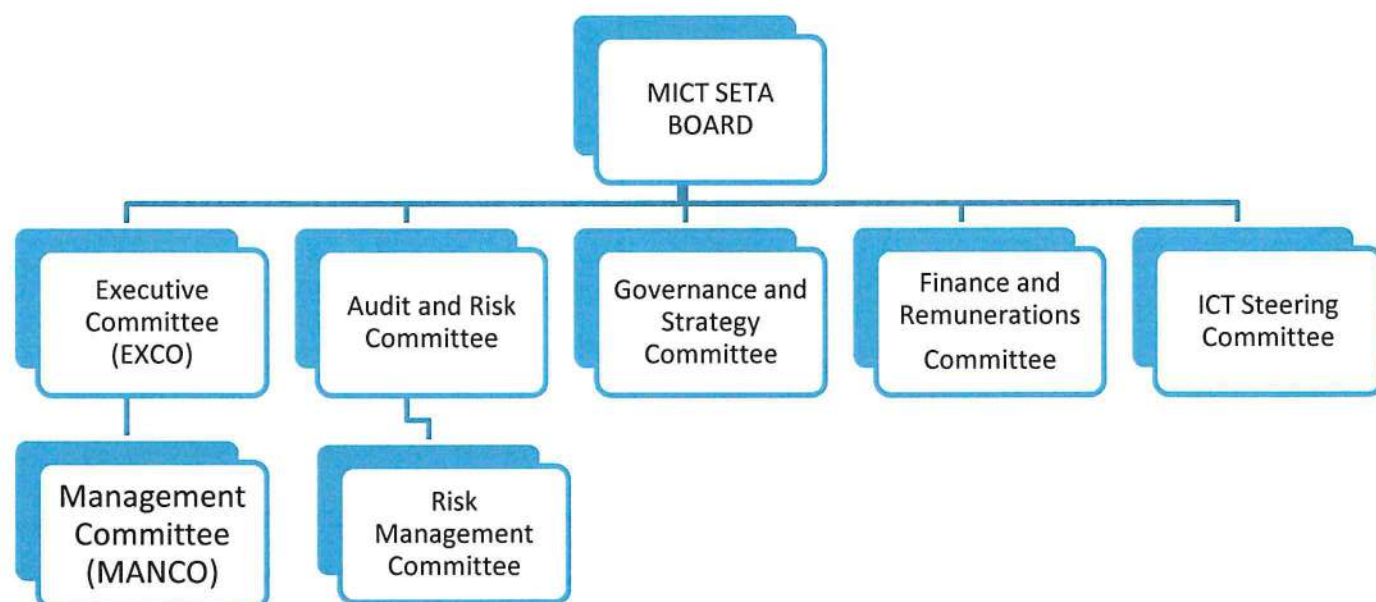 MICT SETA
BOARD
Executive
Committee
(EXCO)
Audit and Risk
Committee
Governance and
Strategy
Committee
Finance and
Remunerations
Committee
ICT Steering
Committee
Management
Committee
(MANCO)
Risk
Management
Committee